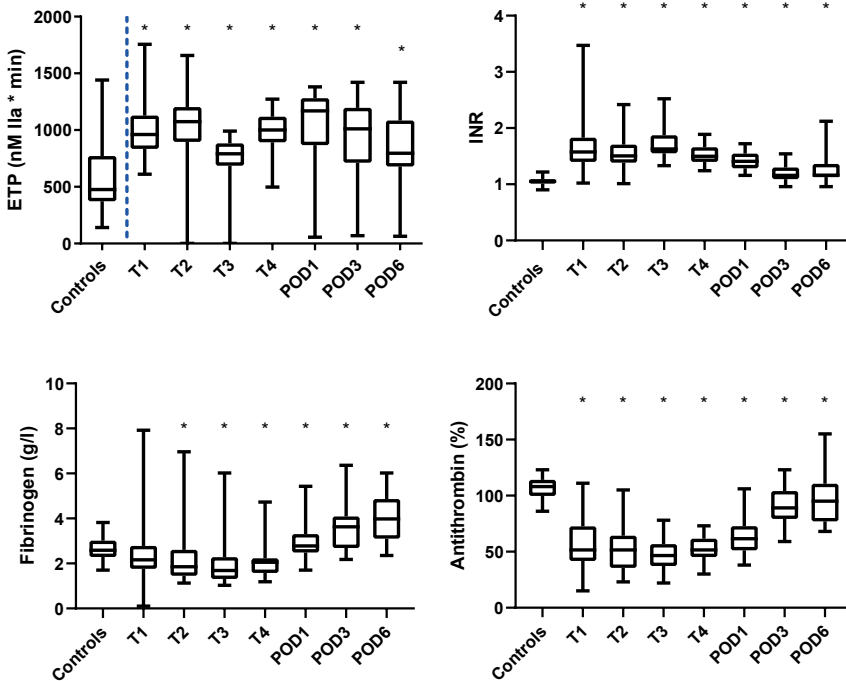 2000
1500
1000
500
0
ETP (nM IIa * min)
* * * * * * *
Controls T1 T2 T3 T4 POD1 POD3 POD6
4
3
2
1
0
INR
* * * * * * *
Controls T1 T2 T3 T4 POD1 POD3 POD6
10
8
6
4
2
0
Fibrinogen (g/l)
* * * * * *
Controls T1 T2 T3 T4 POD1 POD3 POD6
200
150
100
50
0
Antithrombin (%)
* * * * * * *
Controls T1 T2 T3 T4 POD1 POD3 POD6